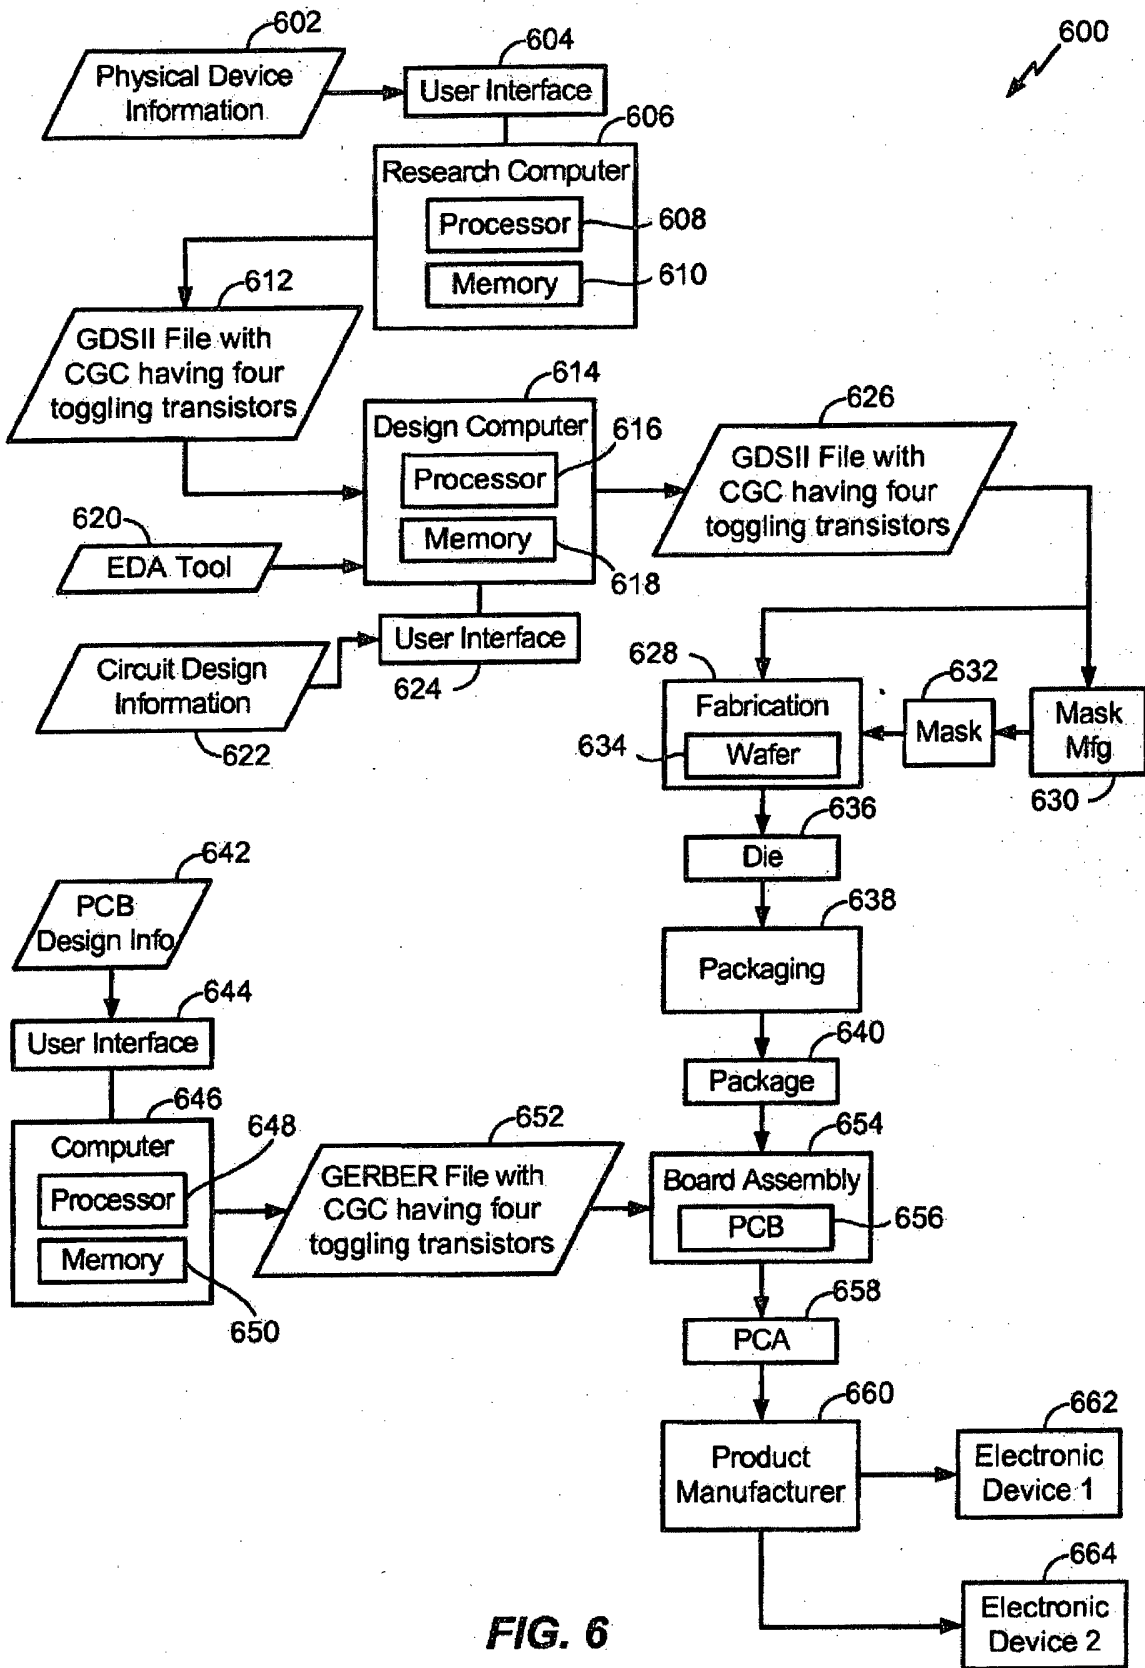 602
604
600
Physical Device
Information
User Interface
606
Research Computer
Processor
608
Memory
610
612
GDSII File with
CGC having four
toggling transistors
614
Design Computer
616
Processor
Memory
618
626
GDSII File with
CGC having four
toggling transistors
620
EDA Tool
User Interface
624
Circuit Design
Information
622
628
Fabrication
634
Wafer
632
Mask
Mask
Mfg
630
636
Die
638
Packaging
640
Package
642
PCB
Design Info
644
User Interface
646
Computer
648
Processor
Memory
650
652
GERBER File with
CGC having four
toggling transistors
654
Board Assembly
PCB
656
658
PCA
660
Product
Manufacturer
662
Electronic
Device 1
664
Electronic
Device 2
FIG. 6